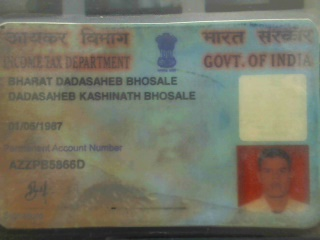 आयकर विभाग भारत सरकार
INCOME TAX DEPARTMENT GOVT. OF INDIA
BHARAT DADASAHEB BHOSALE
DADASAHEB KASHINATH BHOSALE
01/06/1987
Permanent Account Number